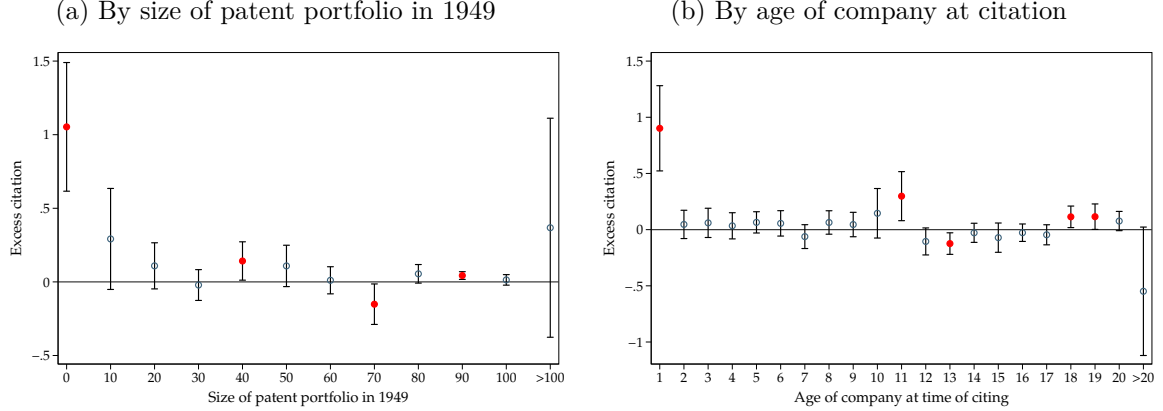 (a) By size of patent portfolio in 1949
1.5
1
.5
0
-.5
Excess citation
0 10 20 30 40 50 60 70 80 90 100 >100
Size of patent portfolio in 1949
(b) By age of company at citation
1.5
1
.5
0
-.5
-1
Excess citation
1 2 3 4 5 6 7 8 9 10 11 12 13 14 15 16 17 18 19 20 >20
Age of company at time of citing